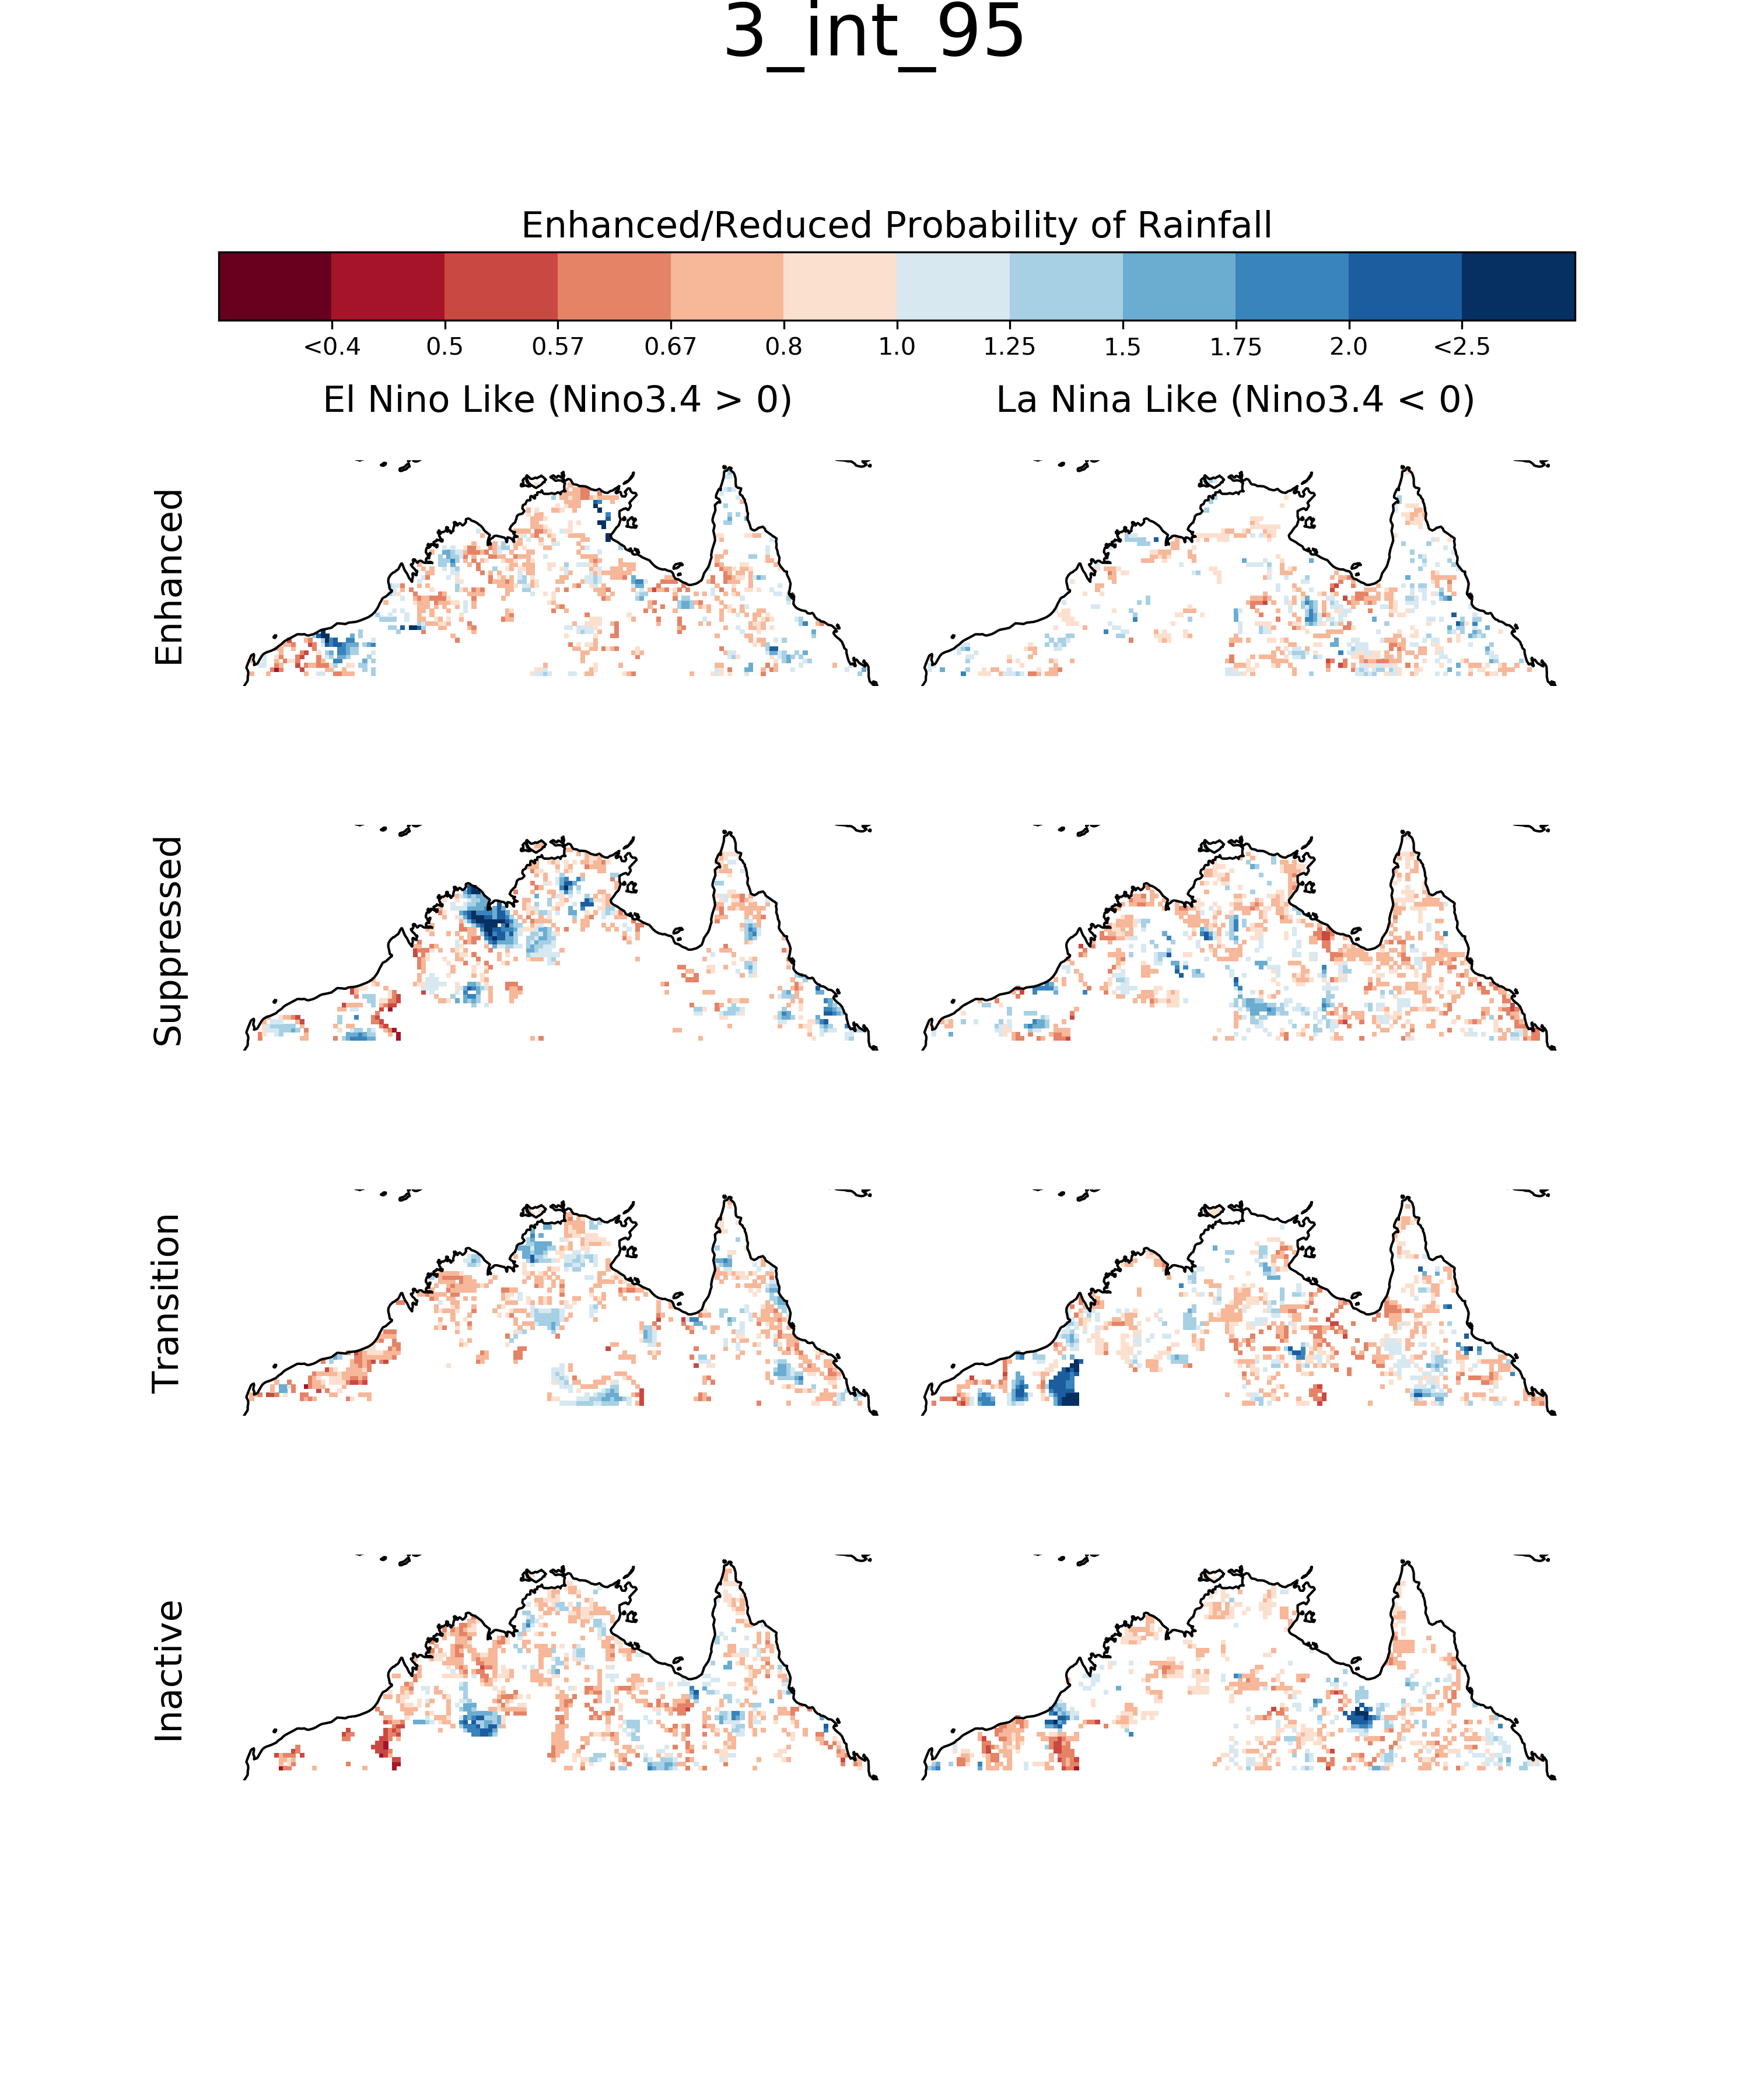 3_int_95
Enhanced/Reduced Probability of Rainfall
<0.4 0.5 0.57 0.67 0.8 1.0 1.25 1.5 1.75 2.0 <2.5
El Nino Like (Nino3.4 > 0) La Nina Like (Nino3.4 < 0)
Enhanced
Suppressed
Transition
Inactive